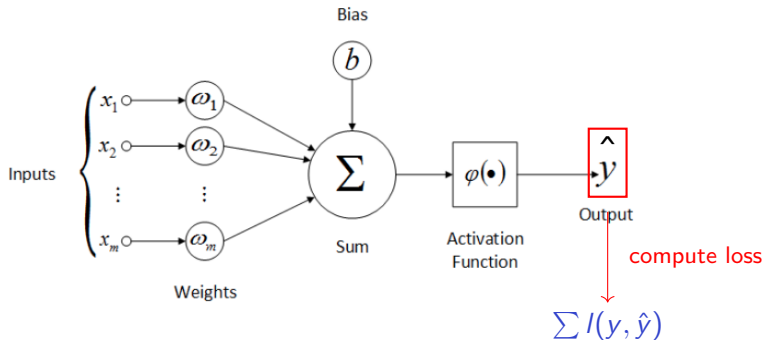 Bias
b
x₁ ω₁
x₂ ω₂
Inputs
⋮ ⋮
xₘ ωₘ
Weights
Σ
Sum
φ(•)
Activation
Function
ŷ
Output
compute loss
∑ l(y, ŷ)